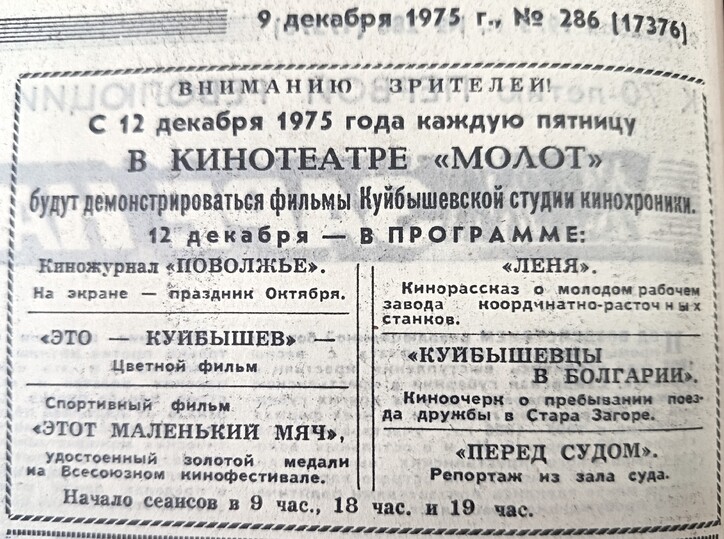 9 декабря 1975 г., № 286 (17376)
ВНИМАНИЮ ЗРИТЕЛЕЙ!
С 12 декабря 1975 года каждую пятницу
В КИНОТЕАТРЕ «МОЛОТ»
будут демонстрироваться фильмы Куйбышевской студии кинохроники.
12 декабря — В ПРОГРАММЕ:
Киножурнал «ПОВОЛЖЬЕ».
На экране — праздник Октября.
«ЭТО — КУЙБЫШЕВ» —
Цветной фильм
Спортивный фильм
«ЭТОТ МАЛЕНЬКИЙ МЯЧ»,
удостоенный золотой медали
на Всесоюзном кинофестивале.
«ЛЕНЯ».
Кинорассказ о молодом рабочем
завода координатно-расточных
станков.
«КУЙБЫШЕВЦЫ
В БОЛГАРИИ».
Киноочерк о пребывании поез-
да дружбы в Стара Загоре.
«ПЕРЕД СУДОМ».
Репортаж из зала суда.
Начало сеансов в 9 час., 18 час. и 19 час.